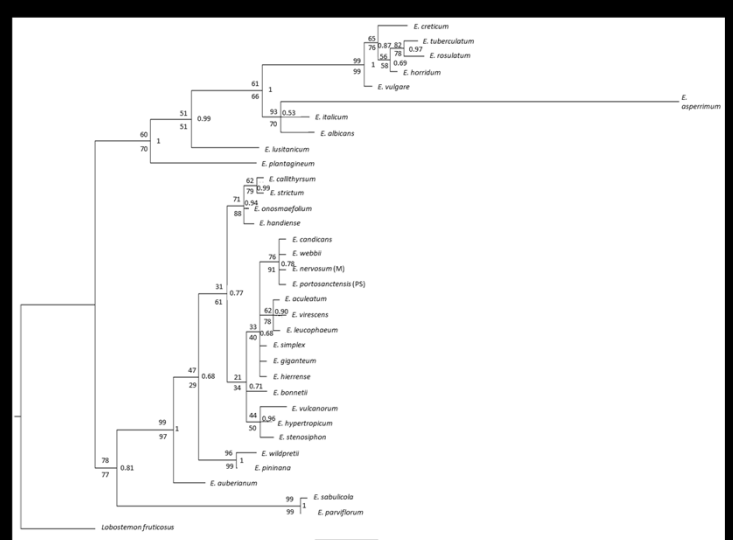 E. creticum
65
76
0.87
82
78
E. tuberculatum
0.97
E. rosulatum
56
58
0.69
E. horridum
99
99
1
E. vulgare
61
66
1
E.
asperrimum
93
70
0.53
E. italicum
E. albicans
51
51
0.99
E. lusitanicum
60
70
1
E. plantagineum
E. callithyrsum
62
79
0.99
E. strictum
71
88
0.94
E. onosmaefolium
E. handiense
E. candicans
E. webbii
76
91
0.78
E. nervosum (M)
E. portosanctensis (PS)
E. aculeatum
62
78
0.90
E. virescens
E. leucophaeum
31
61
0.77
33
40
0.68
E. simplex
E. giganteum
E. hierrense
21
34
0.71
E. bonnetii
E. vulcanorum
44
50
0.96
E. hypertropicum
E. stenosiphon
47
29
0.68
E. wildpretii
96
99
1
E. pininana
99
97
1
E. auberianum
78
77
0.81
E. sabulicola
99
99
1
E. parviflorum
Lobostemon fruticosus